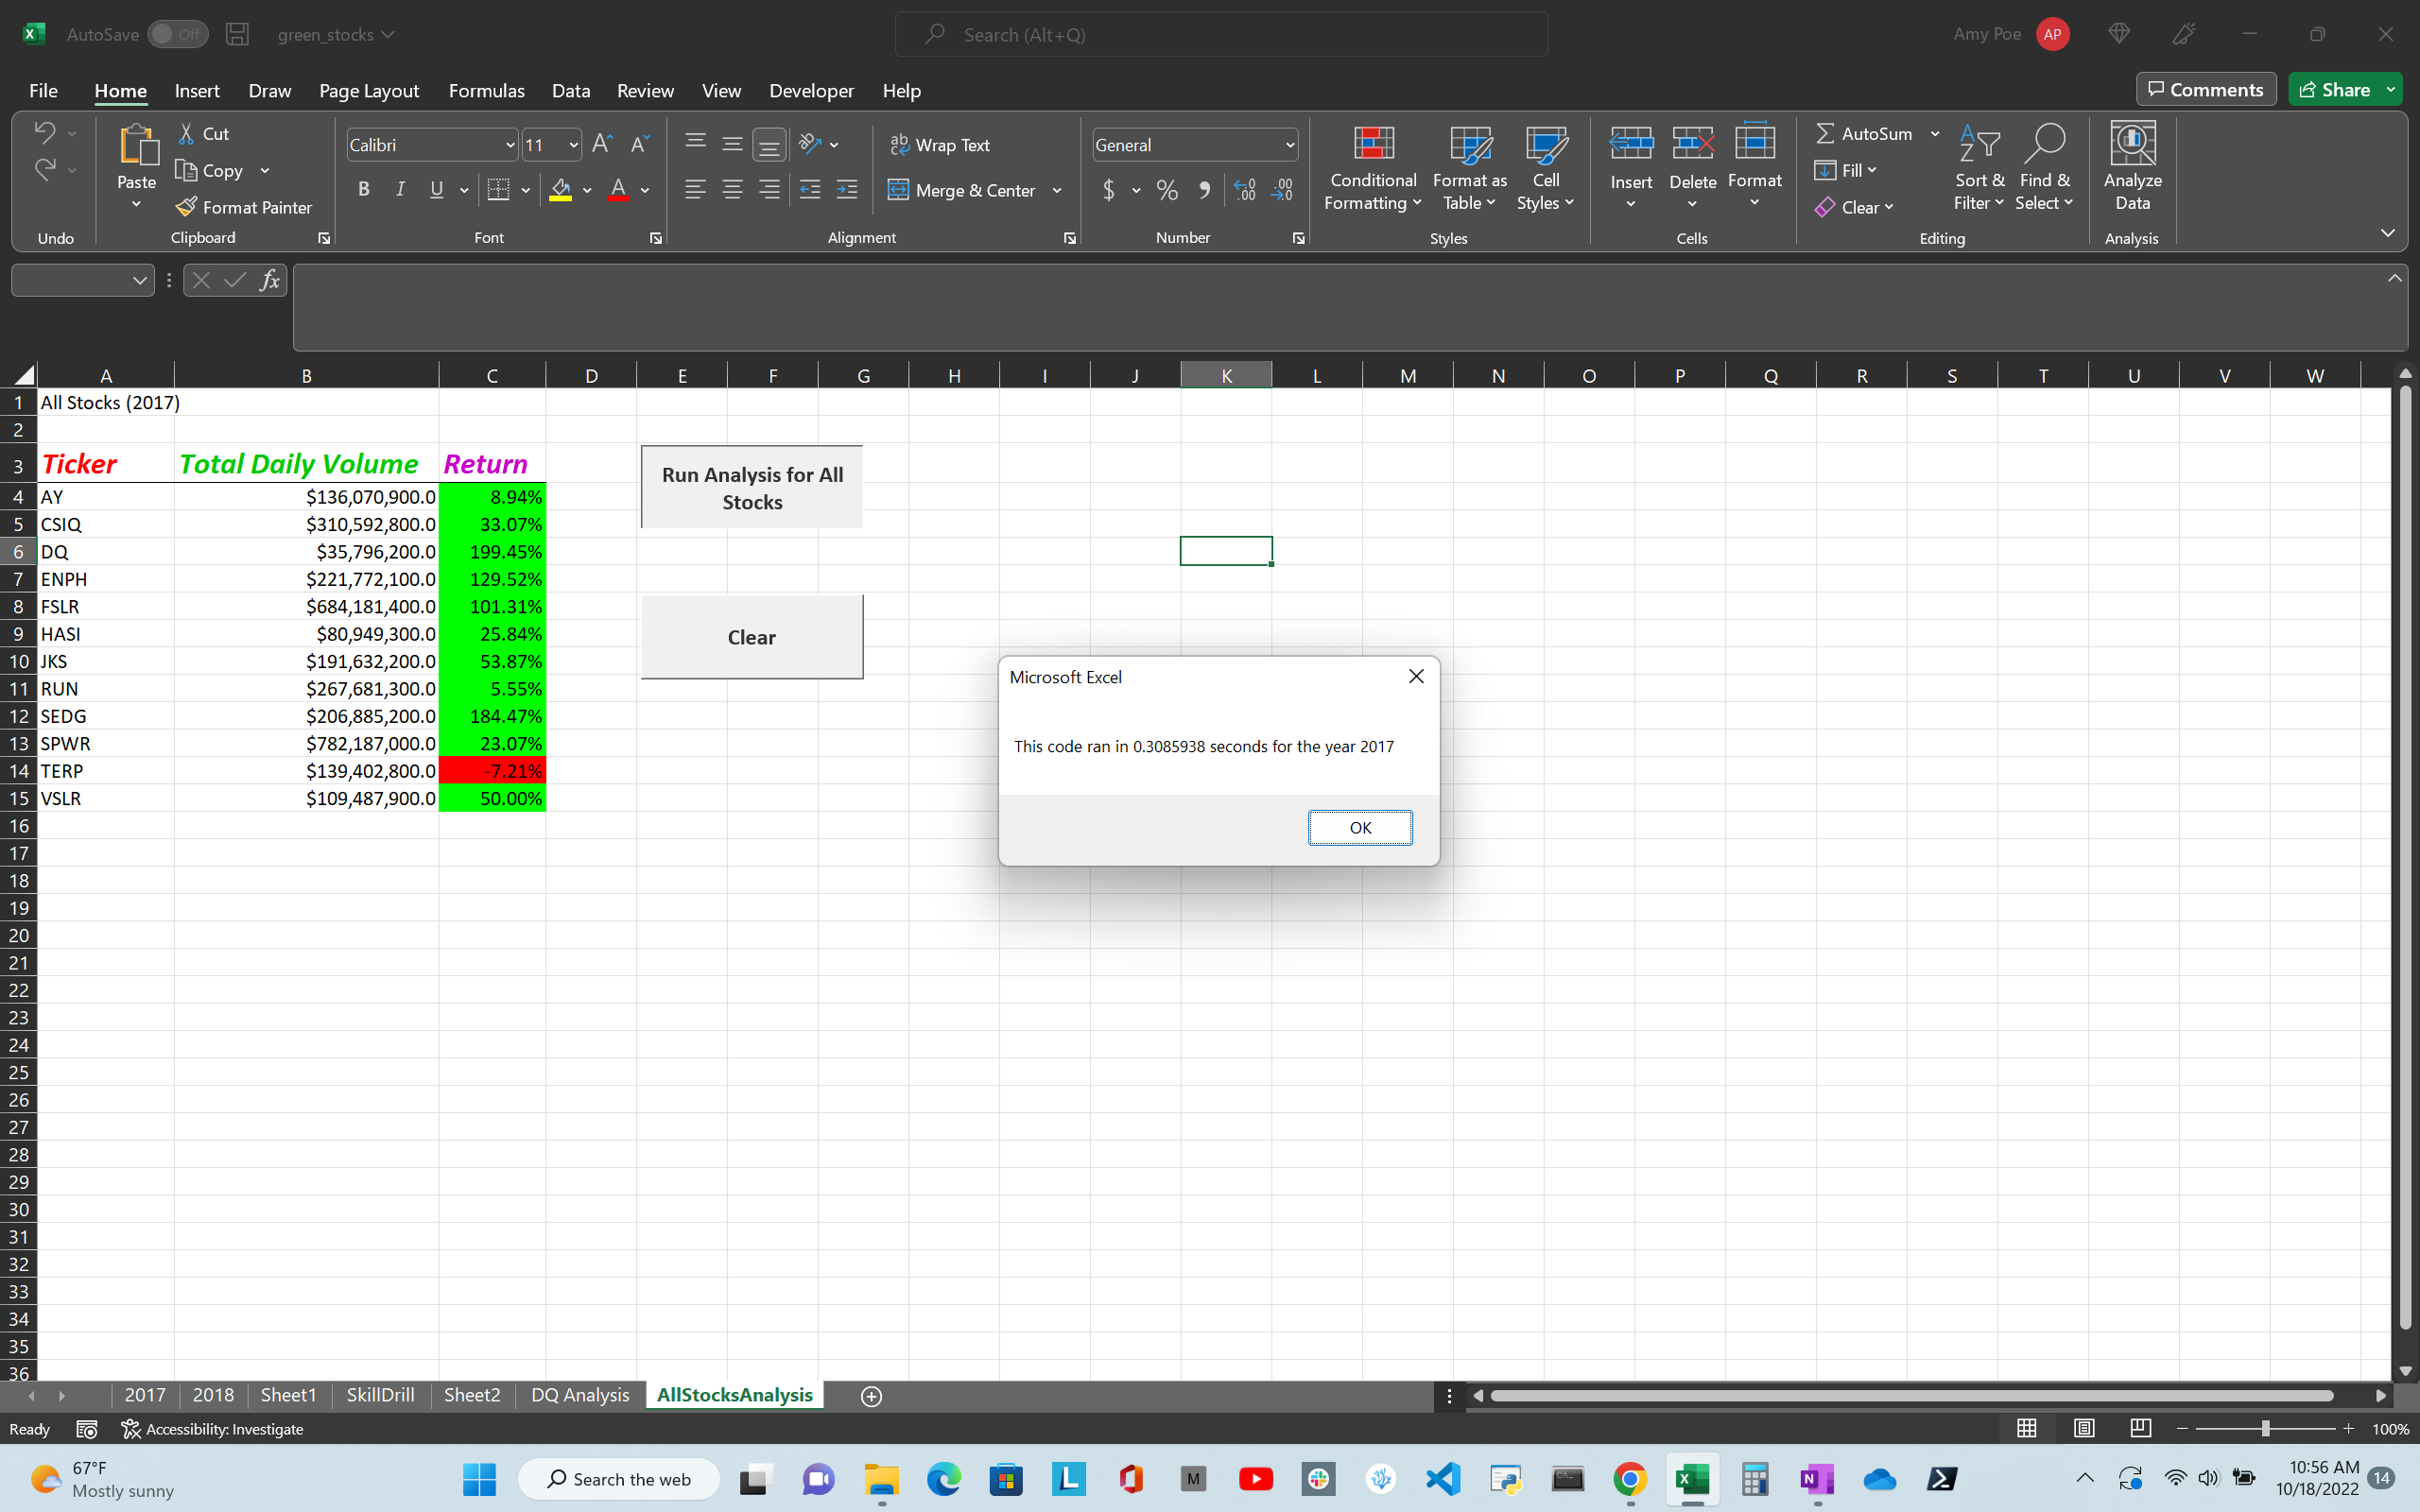 AutoSave Off green_stocks Search (Alt+Q) Amy Poe AP
File Home Insert Draw Page Layout Formulas Data Review View Developer Help Comments Share
Cut
Copy
Format Painter
Paste
Undo Clipboard
Calibri 11 A A
B I U A
Font
ab Wrap Text
Merge & Center
Alignment
General
$ % 9 .00
Number
Conditional Formatting
Format as Table
Cell Styles
Styles
Insert Delete Format
Cells
AutoSum
Fill
Clear
Sort & Filter
Find & Select
Editing
Analyze Data
Analysis
fx
A B C D E F G H I J K L M N O P Q R S T U V W
1 All Stocks (2017)
2
3 Ticker Total Daily Volume Return
4 AY $136,070,900.0 8.94%
5 CSIQ $310,592,800.0 33.07%
6 DQ $35,796,200.0 199.45%
7 ENPH $221,772,100.0 129.52%
8 FSLR $684,181,400.0 101.31%
9 HASI $80,949,300.0 25.84%
10 JKS $191,632,200.0 53.87%
11 RUN $267,681,300.0 5.55%
12 SEDG $206,885,200.0 184.47%
13 SPWR $782,187,000.0 23.07%
14 TERP $139,402,800.0 -7.21%
15 VSLR $109,487,900.0 50.00%
16
17
18
19
20
21
22
23
24
25
26
27
28
29
30
31
32
33
34
35
36
Run Analysis for All
Stocks
Clear
Microsoft Excel
This code ran in 0.3085938 seconds for the year 2017
OK
2017 2018 Sheet1 SkillDrill Sheet2 DQ Analysis AllStocksAnalysis
Ready Accessibility: Investigate 100%
67°F
Mostly sunny
Search the web
10:56 AM
10/18/2022
14